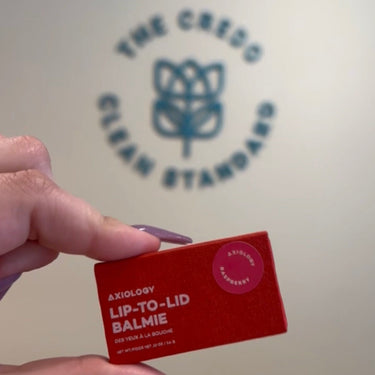 THE CREDO
CLEAN STANDARD
AXIOLOGY
LIP-TO-LID
BALMIE
DES YEUX À LA BOUCHE
AXIOLOGY
RASPBERRY